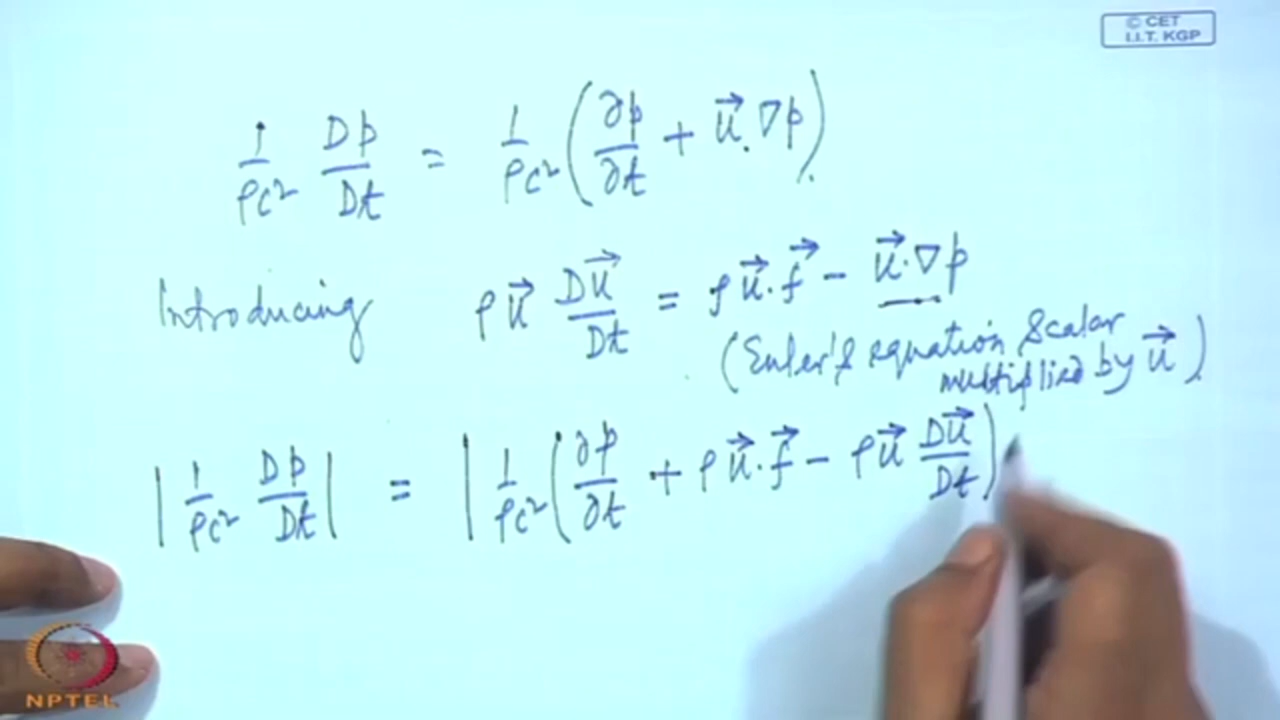 © CET
I.I.T. KGP
1/ρc² Dp/Dt = 1/ρc² (∂p/∂t + u⃗.∇p).
Introducing ρu⃗ Du⃗/Dt = ρu⃗.f⃗ - u⃗.∇p
(Euler's equation scalar
multiplied by u⃗)
|1/ρc² Dp/Dt| = |1/ρc² (∂p/∂t + ρu⃗.f⃗ - ρu⃗ Du⃗/Dt)
NPTEL